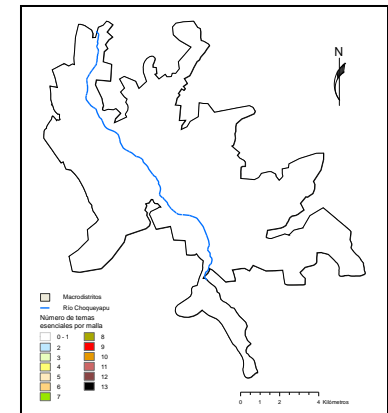 N
Macrodistritos
Río Choqueyapu
Número de temas
esenciales por malla
0 - 1
2
3
4
5
6
7
8
9
10
11
12
13
0 1 2 4 Kilómetros